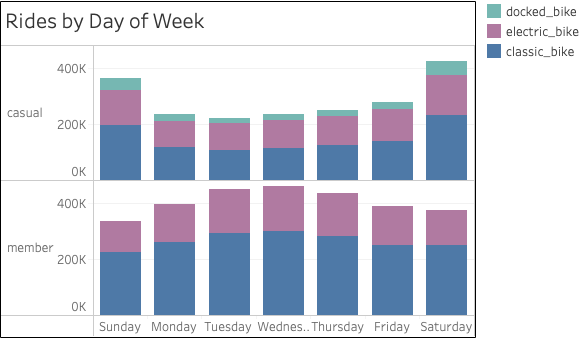 Rides by Day of Week
docked_bike
electric_bike
classic_bike
casual
400K
200K
0K
member
400K
200K
0K
Sunday Monday Tuesday Wednes.. Thursday Friday Saturday